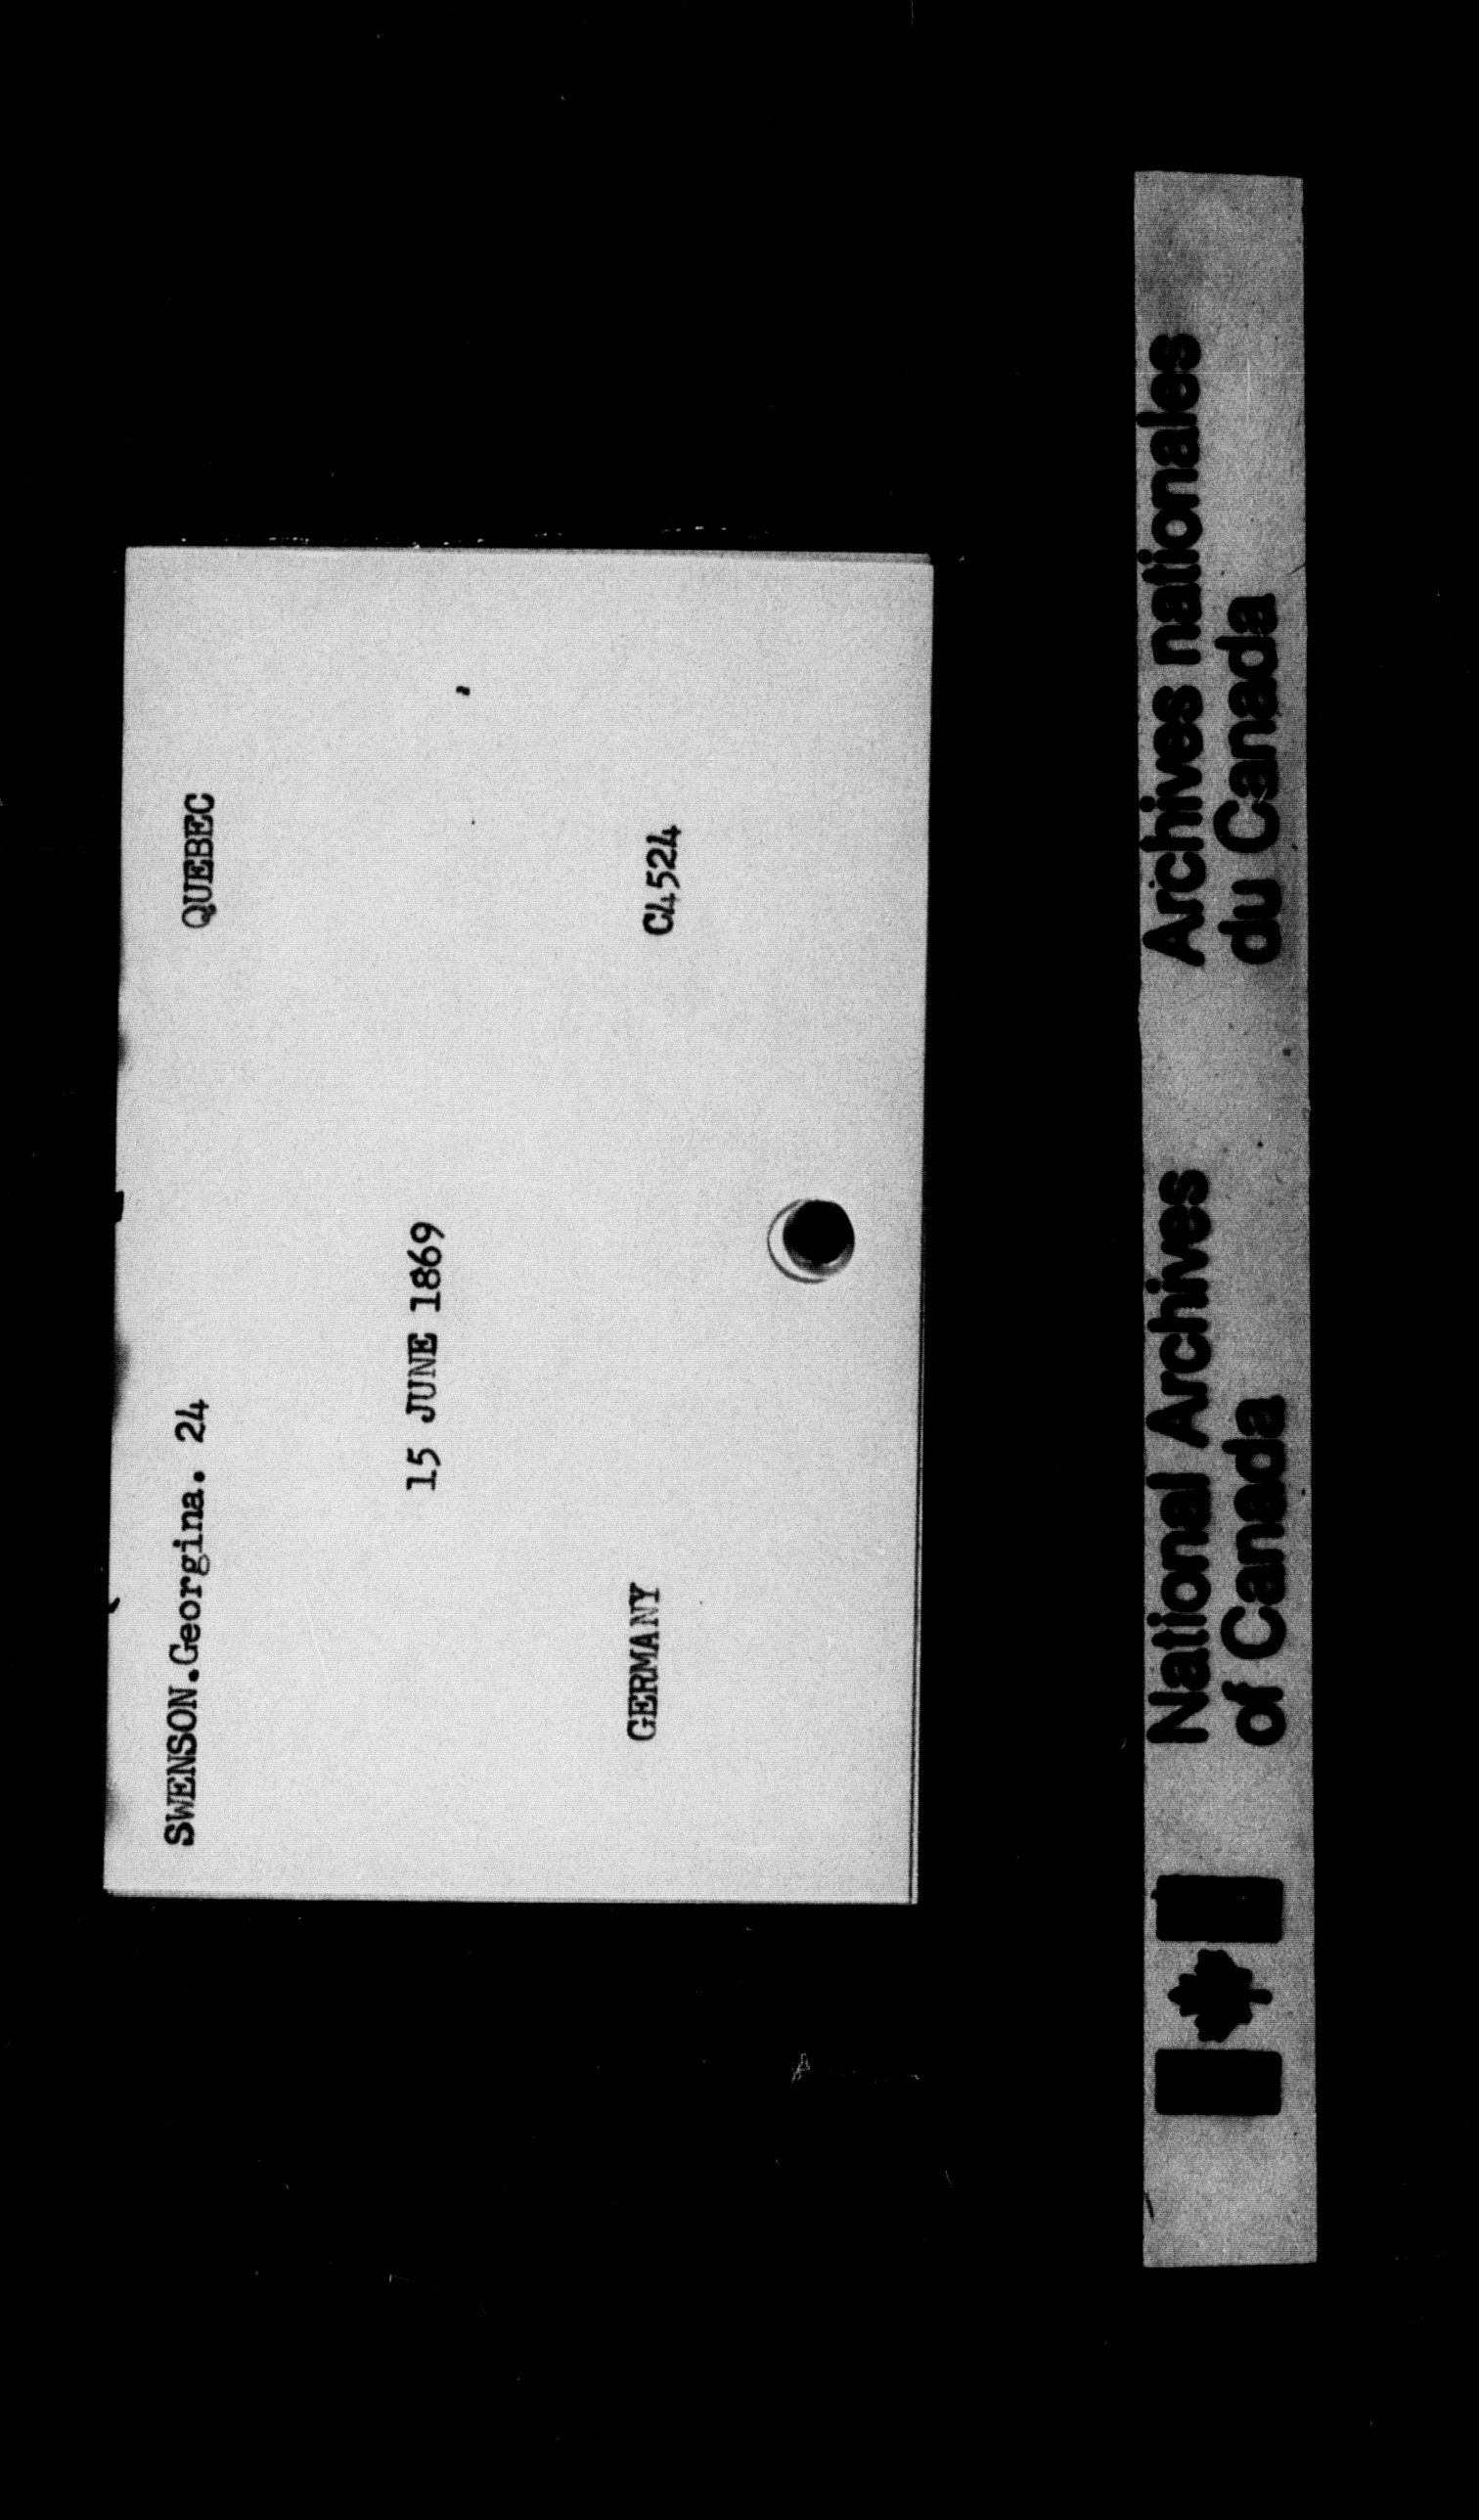 SWENSON.Georgina. 24 QUEBEC
15 JUNE 1869
GERMANY C4524
National Archives
of Canada
Archives nationales
du Canada